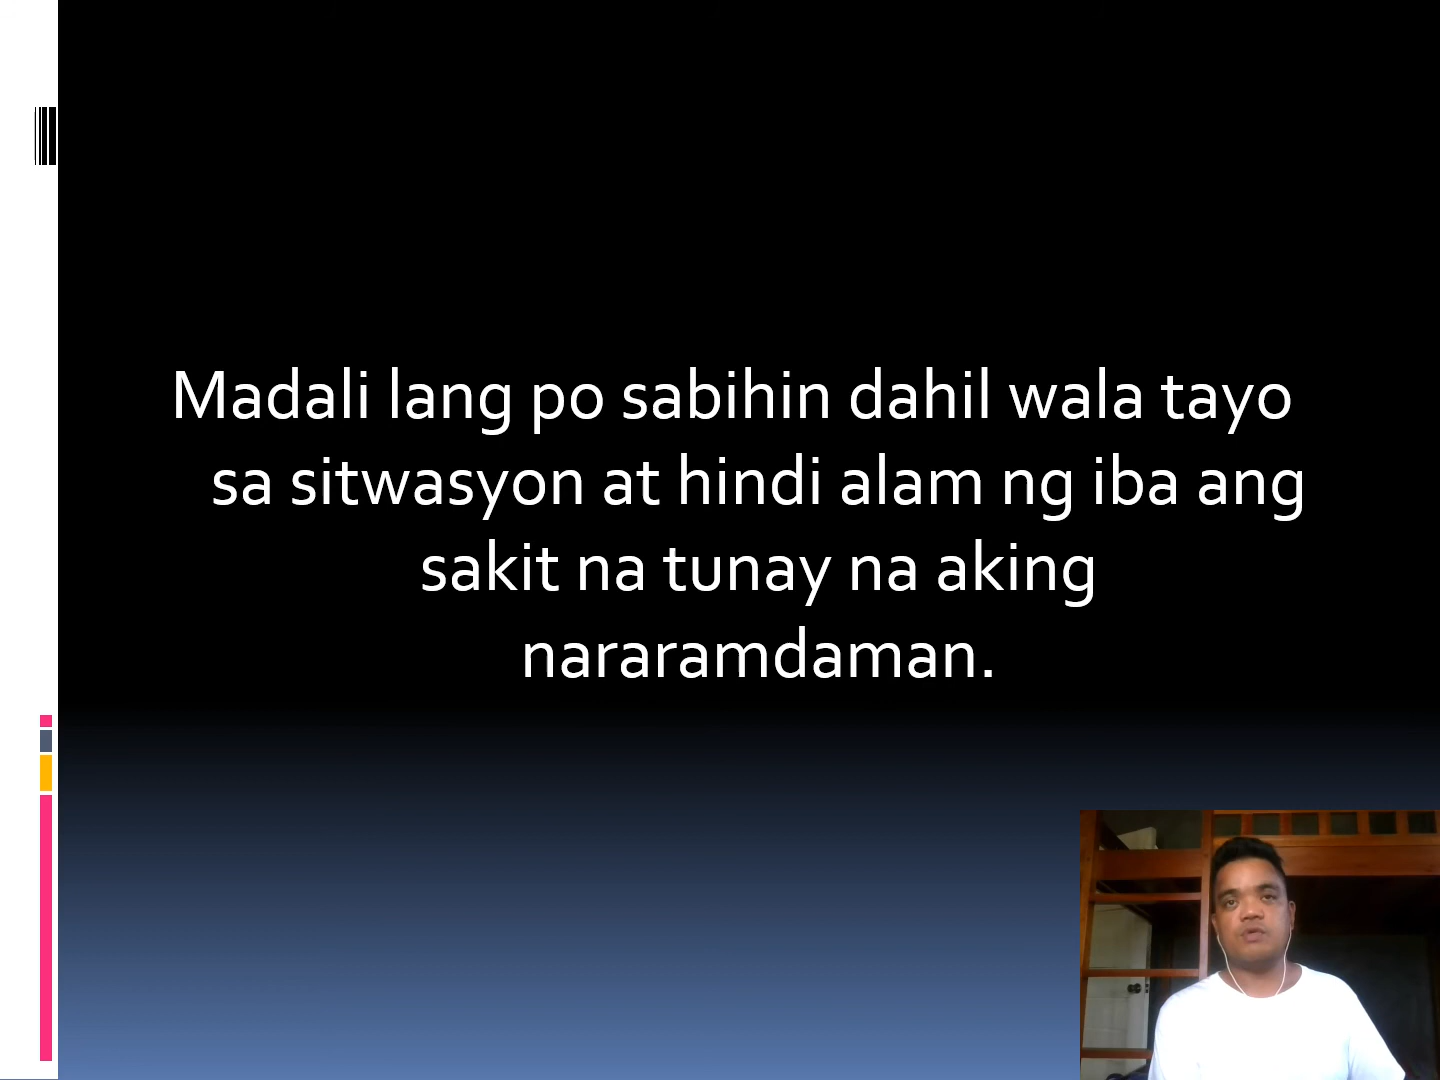 Madali lang po sabihin dahil wala tayo
sa sitwasyon at hindi alam ng iba ang
sakit na tunay na aking
nararamdaman.